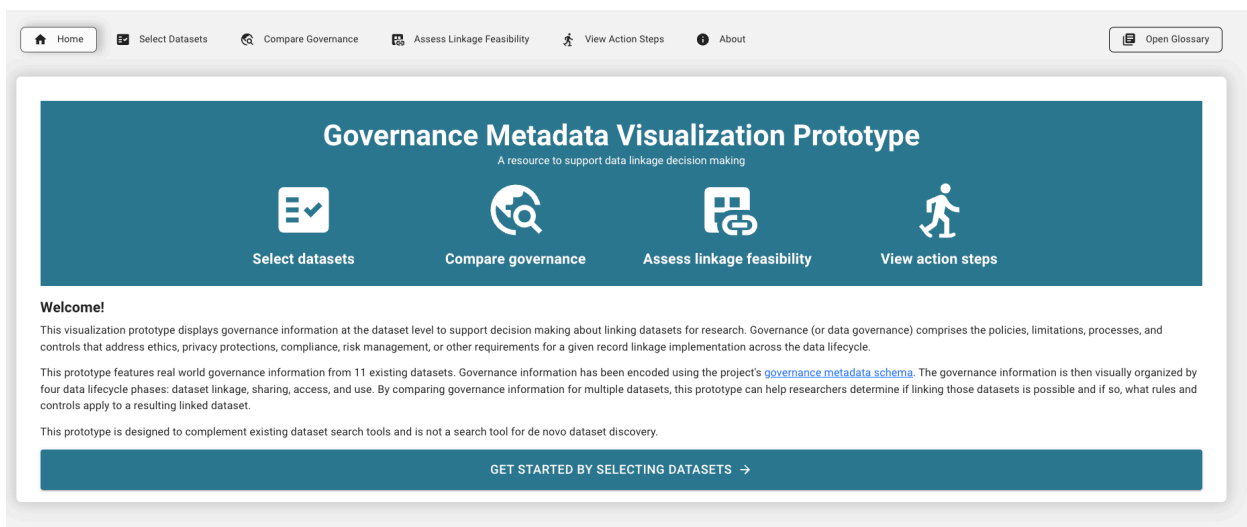 Home
Select Datasets
Compare Governance
Assess Linkage Feasibility
View Action Steps
About
Open Glossary
Governance Metadata Visualization Prototype
A resource to support data linkage decision making
Select datasets
Compare governance
Assess linkage feasibility
View action steps
Welcome!
This visualization prototype displays governance information at the dataset level to support decision making about linking datasets for research. Governance (or data governance) comprises the policies, limitations, processes, and
controls that address ethics, privacy protections, compliance, risk management, or other requirements for a given record linkage implementation across the data lifecycle.
This prototype features real world governance information from 11 existing datasets. Governance information has been encoded using the project's governance metadata schema. The governance information is then visually organized by
four data lifecycle phases: dataset linkage, sharing, access, and use. By comparing governance information for multiple datasets, this prototype can help researchers determine if linking those datasets is possible and if so, what rules and
controls apply to a resulting linked dataset.
This prototype is designed to complement existing dataset search tools and is not a search tool for de novo dataset discovery.
GET STARTED BY SELECTING DATASETS →